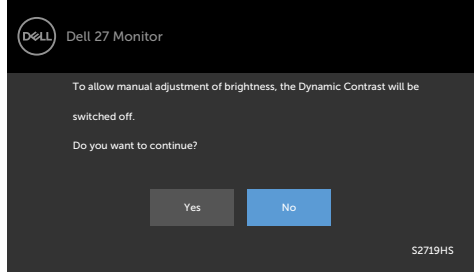 DELL Dell 27 Monitor
To allow manual adjustment of brightness, the Dynamic Contrast will be
switched off.
Do you want to continue?
Yes No
S2719HS